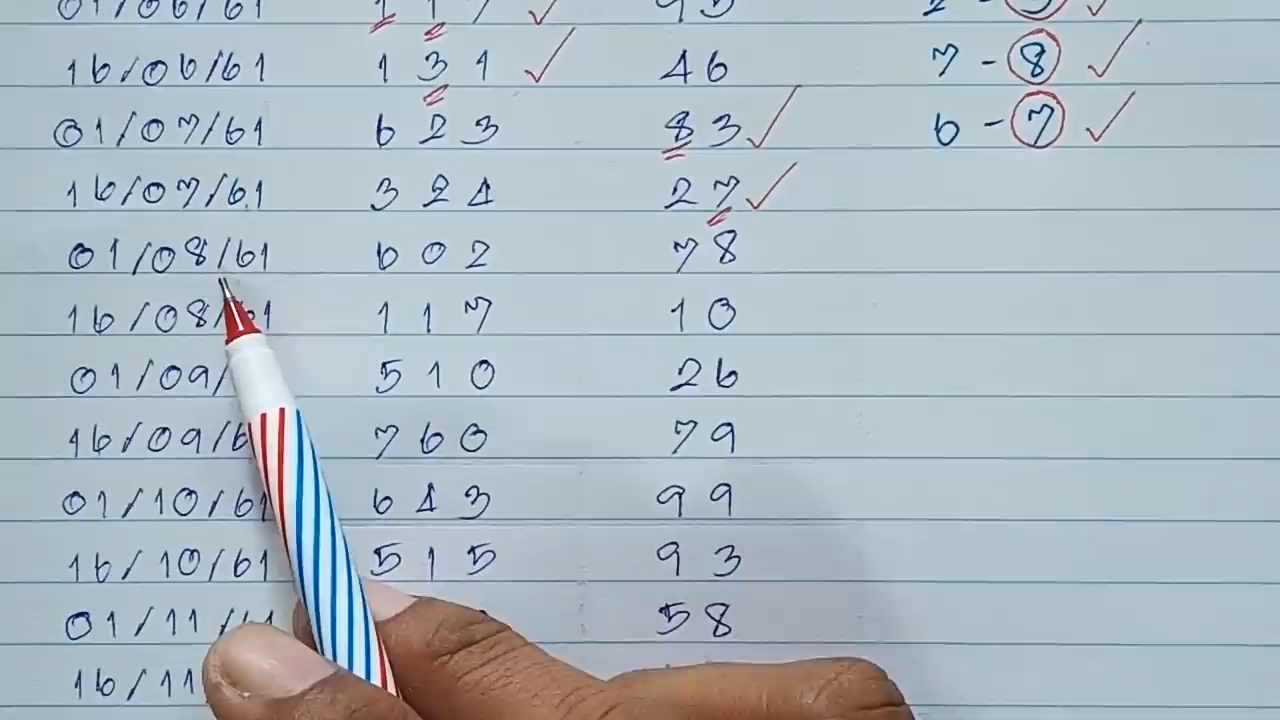 16/06/61 1 3 1 ✓ 46 7 - 8 ✓
01/07/61 6 2 3 83 ✓ 6 - 7 ✓
16/07/61 3 2 4 27 ✓
01/08/61 6 0 2 78
16/08/61 1 1 7 10
01/09/ 5 1 0 26
16/09/6 7 6 0 79
01/10/61 6 4 3 99
16/10/61 5 1 5 93
01/11/61 58
16/11